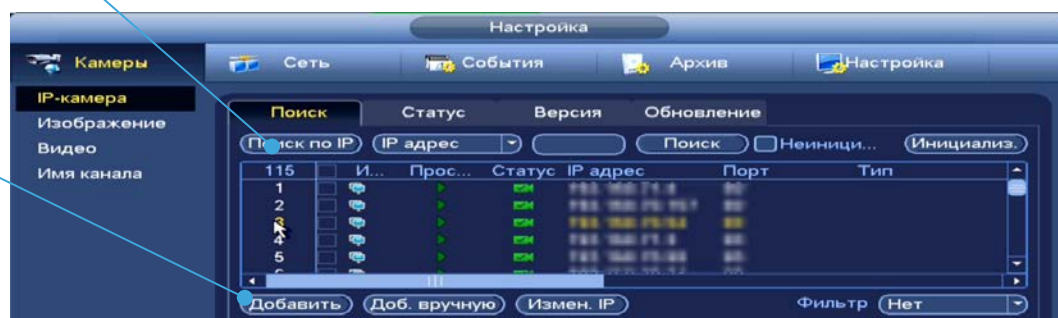 Настройка
Камеры Сеть События Архив Настройка
IP-камера
Изображение
Видео
Имя канала
Поиск Статус Версия Обновление
Поиск по IP IP адрес Поиск Неиници... Инициализ.
115 И... Прос... Статус IP адрес Порт Тип
1
2
3
4
5
Добавить Доб. вручную Измен. IP Фильтр Нет